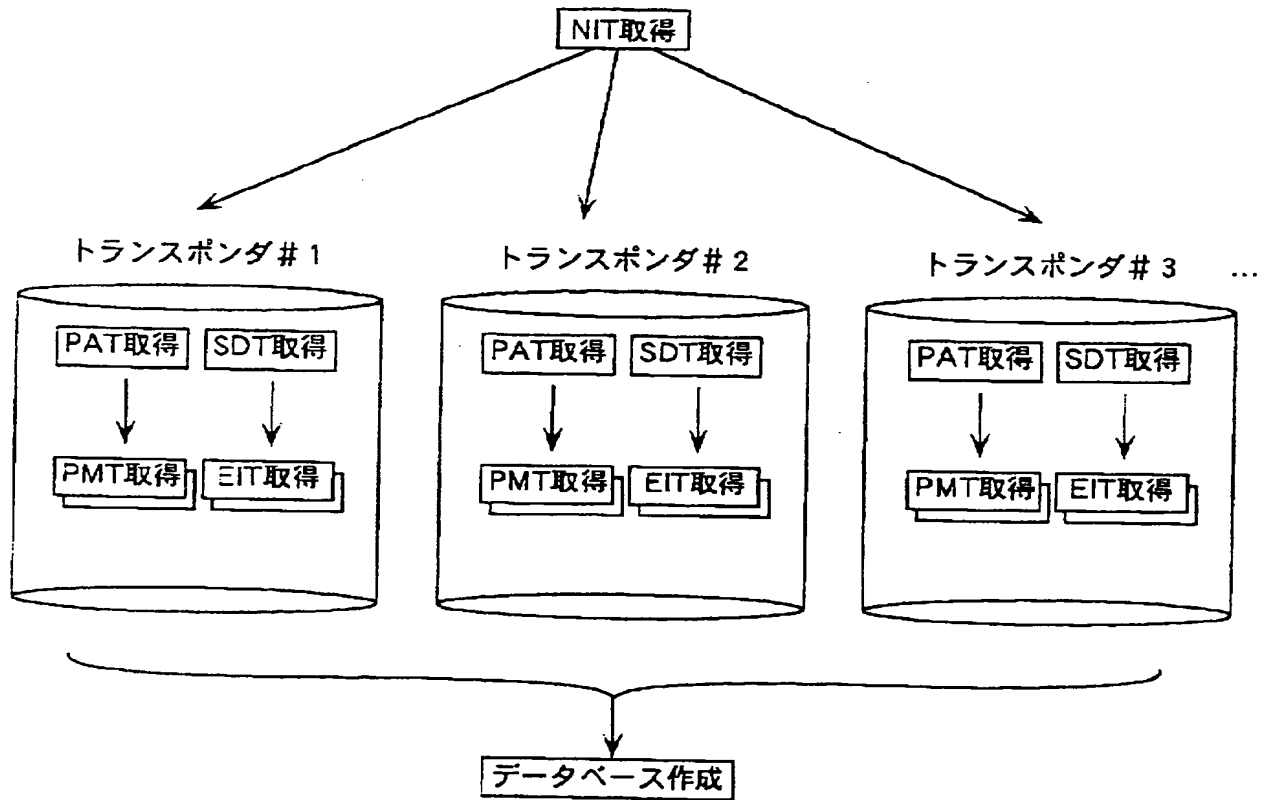 NIT取得
トランスポンダ＃1
トランスポンダ＃2
トランスポンダ＃3 …
PAT取得 SDT取得
PAT取得 SDT取得
PAT取得 SDT取得
PMT取得 EIT取得
PMT取得 EIT取得
PMT取得 EIT取得
データベース作成